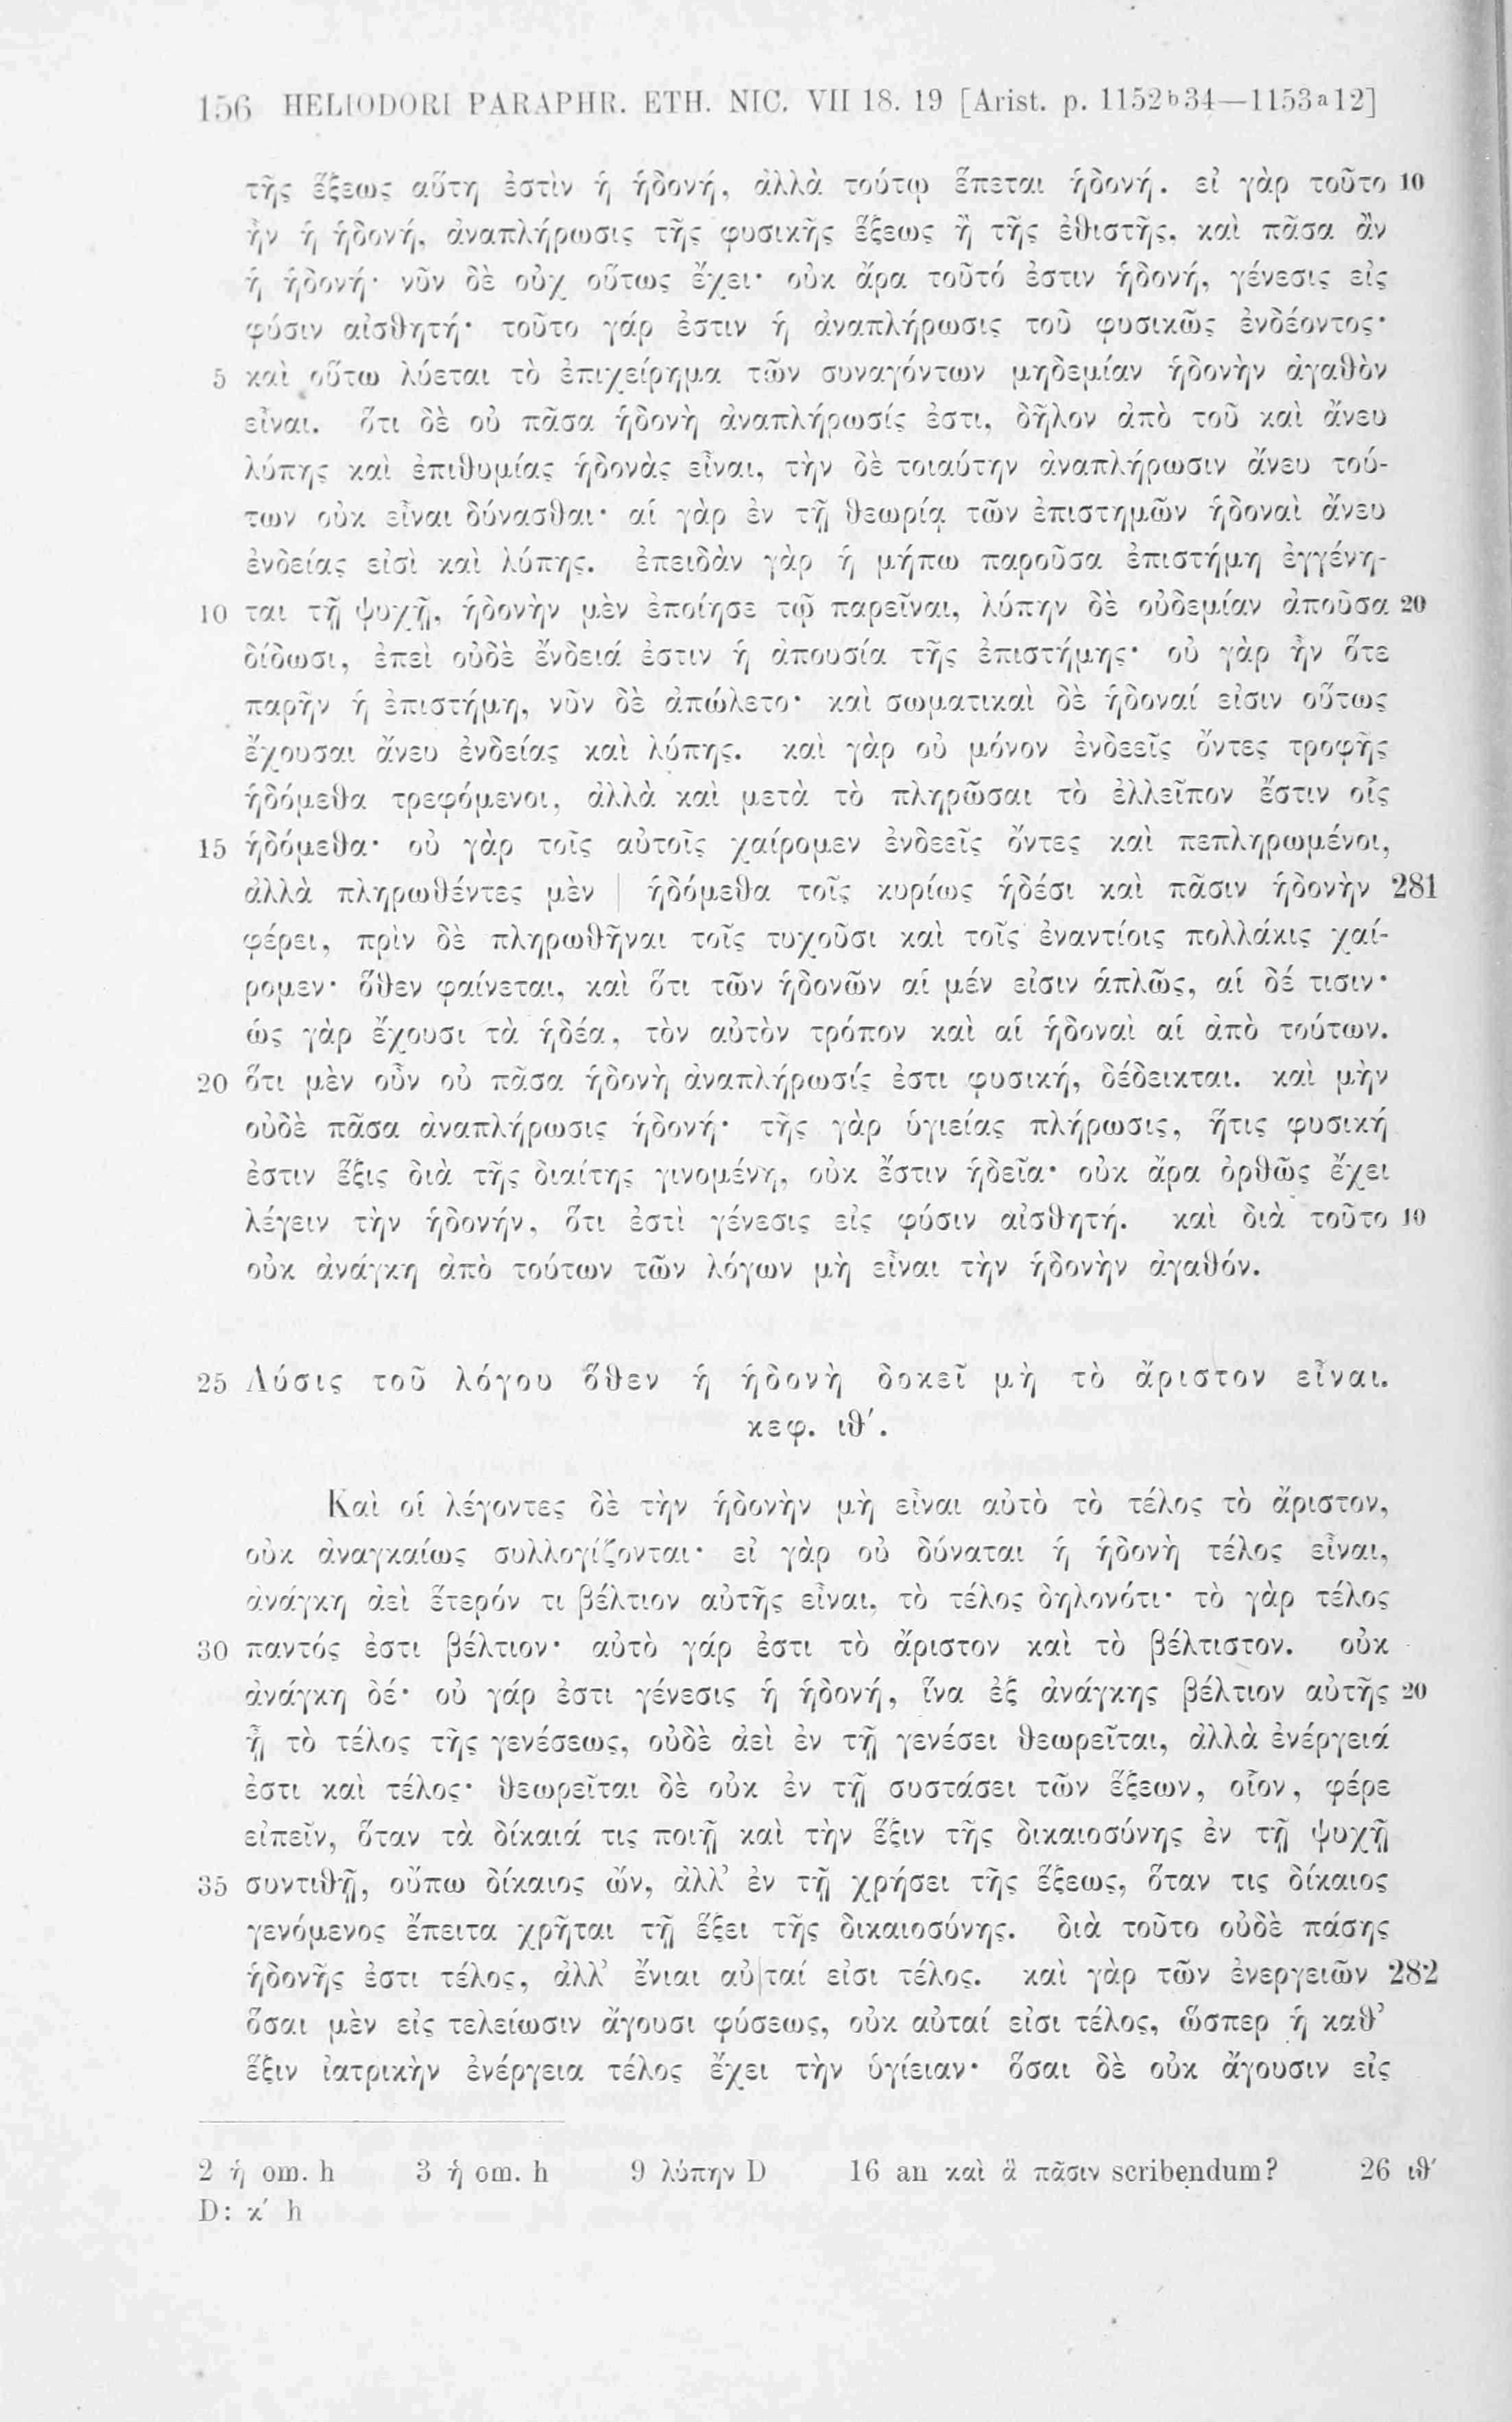 156 HELIODORI PARAPHR. ETH. NIC. VII 18. 19 [Arist. p. 1152b34—1153a12]
τῆς ἕξεως αὕτη ἐστὶν ἡ ἡδονή, ἀλλὰ τούτῳ ἕπεται ἡδονή. εἰ γὰρ τοῦτο 10
ἦν ἡ ἡδονή, ἀναπλήρωσις τῆς φυσικῆς ἕξεως ἢ τῆς ἐθιστῆς, καὶ πᾶσα ἂν
ἡ ἡδονή· νῦν δὲ οὐχ οὕτως ἔχει· οὐκ ἄρα τοῦτό ἐστιν ἡδονή, γένεσις εἰς
φύσιν αἰσθητή· τοῦτο γάρ ἐστιν ἡ ἀναπλήρωσις τοῦ φυσικῶς ἐνδέοντος·
5 καὶ οὕτω λύεται τὸ ἐπιχείρημα τῶν συναγόντων μηδεμίαν ἡδονὴν ἀγαθὸν
εἶναι. ὅτι δὲ οὐ πᾶσα ἡδονὴ ἀναπλήρωσίς ἐστι, δῆλον ἀπὸ τοῦ καὶ ἄνευ
λύπης καὶ ἐπιθυμίας ἡδονὰς εἶναι, τὴν δὲ τοιαύτην ἀναπλήρωσιν ἄνευ τού-
των οὐκ εἶναι δύνασθαι· αἱ γὰρ ἐν τῇ θεωρίᾳ τῶν ἐπιστημῶν ἡδοναὶ ἄνευ
ἐνδείας εἰσὶ καὶ λύπης. ἐπειδὰν γὰρ ἡ μήπω παροῦσα ἐπιστήμη ἐγγένη-
10 ται τῇ ψυχῇ, ἡδονὴν μὲν ἐποίησε τῷ παρεῖναι, λύπην δὲ οὐδεμίαν ἀποῦσα 20
δίδωσι, ἐπεὶ οὐδὲ ἔνδειά ἐστιν ἡ ἀπουσία τῆς ἐπιστήμης· οὐ γὰρ ἦν ὅτε
παρῆν ἡ ἐπιστήμη, νῦν δὲ ἀπώλετο· καὶ σωματικαὶ δὲ ἡδοναί εἰσιν οὕτως
ἔχουσαι ἄνευ ἐνδείας καὶ λύπης. καὶ γὰρ οὐ μόνον ἐνδεεῖς ὄντες τροφῆς
ἡδόμεθα τρεφόμενοι, ἀλλὰ καὶ μετὰ τὸ πληρῶσαι τὸ ἐλλεῖπον ἔστιν οἷς
15 ἡδόμεθα· οὐ γὰρ τοῖς αὐτοῖς χαίρομεν ἐνδεεῖς ὄντες καὶ πεπληρωμένοι,
ἀλλὰ πληρωθέντες μὲν | ἡδόμεθα τοῖς κυρίως ἡδέσι καὶ πᾶσιν ἡδονὴν 281
φέρει, πρὶν δὲ πληρωθῆναι τοῖς τυχοῦσι καὶ τοῖς ἐναντίοις πολλάκις χαί-
ρομεν· ὅθεν φαίνεται, καὶ ὅτι τῶν ἡδονῶν αἱ μέν εἰσιν ἁπλῶς, αἱ δέ τισιν·
ὡς γὰρ ἔχουσι τὰ ἡδέα, τὸν αὐτὸν τρόπον καὶ αἱ ἡδοναὶ αἱ ἀπὸ τούτων.
20 ὅτι μὲν οὖν οὐ πᾶσα ἡδονὴ ἀναπλήρωσίς ἐστι φυσική, δέδεικται. καὶ μὴν
οὐδὲ πᾶσα ἀναπλήρωσις ἡδονή· τῆς γὰρ ὑγιείας πλήρωσις, ἥτις φυσική
ἐστιν ἕξις διὰ τῆς διαίτης γινομένη, οὐκ ἔστιν ἡδεῖα· οὐκ ἄρα ὀρθῶς ἔχει
λέγειν τὴν ἡδονήν, ὅτι ἐστὶ γένεσις εἰς φύσιν αἰσθητή. καὶ διὰ τοῦτο 10
οὐκ ἀνάγκη ἀπὸ τούτων τῶν λόγων μὴ εἶναι τὴν ἡδονὴν ἀγαθόν.
25 Λύσις τοῦ λόγου ὅθεν ἡ ἡδονὴ δοκεῖ μὴ τὸ ἄριστον εἶναι.
κεφ. ιθ′.
Καὶ οἱ λέγοντες δὲ τὴν ἡδονὴν μὴ εἶναι αὐτὸ τὸ τέλος τὸ ἄριστον,
οὐκ ἀναγκαίως συλλογίζονται· εἰ γὰρ οὐ δύναται ἡ ἡδονὴ τέλος εἶναι,
ἀνάγκη ἀεὶ ἕτερόν τι βέλτιον αὐτῆς εἶναι, τὸ τέλος δηλονότι· τὸ γὰρ τέλος
30 παντός ἐστι βέλτιον· αὐτὸ γάρ ἐστι τὸ ἄριστον καὶ τὸ βέλτιστον. οὐκ
ἀνάγκη δέ· οὐ γάρ ἐστι γένεσις ἡ ἡδονή, ἵνα ἐξ ἀνάγκης βέλτιον αὐτῆς 20
ᾖ τὸ τέλος τῆς γενέσεως, οὐδὲ ἀεὶ ἐν τῇ γενέσει θεωρεῖται, ἀλλὰ ἐνέργειά
ἐστι καὶ τέλος· θεωρεῖται δὲ οὐκ ἐν τῇ συστάσει τῶν ἕξεων, οἷον, φέρε
εἰπεῖν, ὅταν τὰ δίκαιά τις ποιῇ καὶ τὴν ἕξιν τῆς δικαιοσύνης ἐν τῇ ψυχῇ
35 συντιθῇ, οὔπω δίκαιος ὤν, ἀλλ’ ἐν τῇ χρήσει τῆς ἕξεως, ὅταν τις δίκαιος
γενόμενος ἔπειτα χρῆται τῇ ἕξει τῆς δικαιοσύνης. διὰ τοῦτο οὐδὲ πάσης
ἡδονῆς ἐστι τέλος, ἀλλ’ ἔνιαι αὐ|ταί εἰσι τέλος. καὶ γὰρ τῶν ἐνεργειῶν 282
ὅσαι μὲν εἰς τελείωσιν ἄγουσι φύσεως, οὐκ αὐταί εἰσι τέλος, ὥσπερ ἡ καθ’
ἕξιν ἰατρικὴν ἐνέργεια τέλος ἔχει τὴν ὑγίειαν· ὅσαι δὲ οὐκ ἄγουσιν εἰς
2 ἡ om. h 3 ἡ om. h 9 λύπην D 16 an καὶ ἃ πᾶσιν scribendum? 26 ιθ′
D: κ′ h